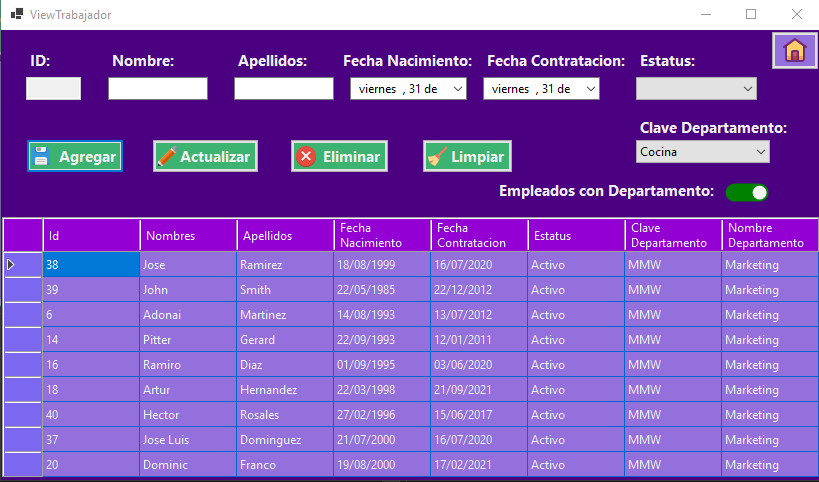 ViewTrabajador
ID: Nombre: Apellidos: Fecha Nacimiento: Fecha Contratacion: Estatus:
viernes , 31 de viernes , 31 de
Clave Departamento:
Agregar Actualizar Eliminar Limpiar Cocina
Empleados con Departamento:
Id Nombres Apellidos Fecha Nacimiento Fecha Contratacion Estatus Clave Departamento Nombre Departamento
38 Jose Ramirez 18/08/1999 16/07/2020 Activo MMW Marketing
39 John Smith 22/05/1985 22/12/2012 Activo MMW Marketing
6 Adonai Martinez 14/08/1993 13/07/2012 Activo MMW Marketing
14 Pitter Gerard 22/09/1993 12/01/2011 Activo MMW Marketing
16 Ramiro Diaz 01/09/1995 03/06/2020 Activo MMW Marketing
18 Artur Hernandez 22/03/1998 21/09/2021 Activo MMW Marketing
40 Hector Rosales 27/02/1996 15/06/2017 Activo MMW Marketing
37 Jose Luis Dominguez 21/07/2000 16/07/2020 Activo MMW Marketing
20 Dominic Franco 19/08/2000 17/02/2021 Activo MMW Marketing